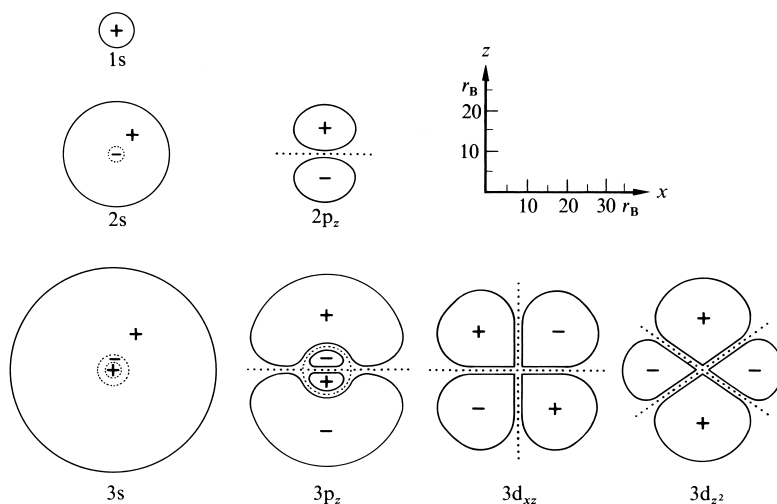 +
1s
+
−
2s
+
−
2p_z
z
r_B
20
10
10 20 30 r_B x
+
−
+
3s
+
−
+
−
3p_z
+ −
− +
3d_xz
+
− −
+
3d_z²